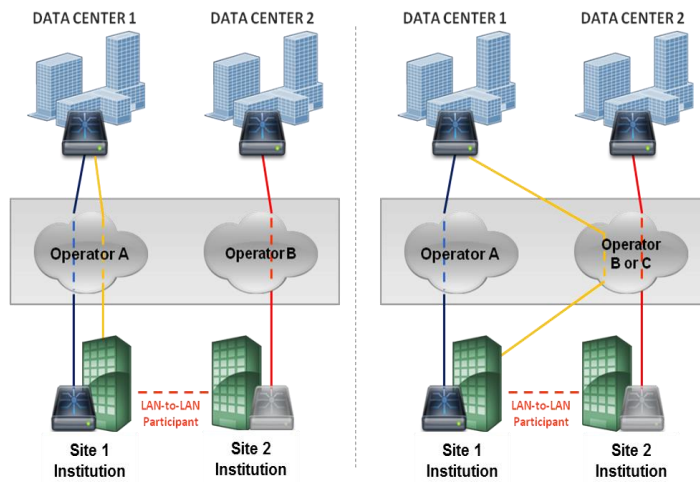 DATA CENTER 1
DATA CENTER 2
Operator A
Operator B
LAN-to-LAN
Participant
Site 1
Institution
Site 2
Institution
DATA CENTER 1
DATA CENTER 2
Operator A
Operator
B or C
LAN-to-LAN
Participant
Site 1
Institution
Site 2
Institution